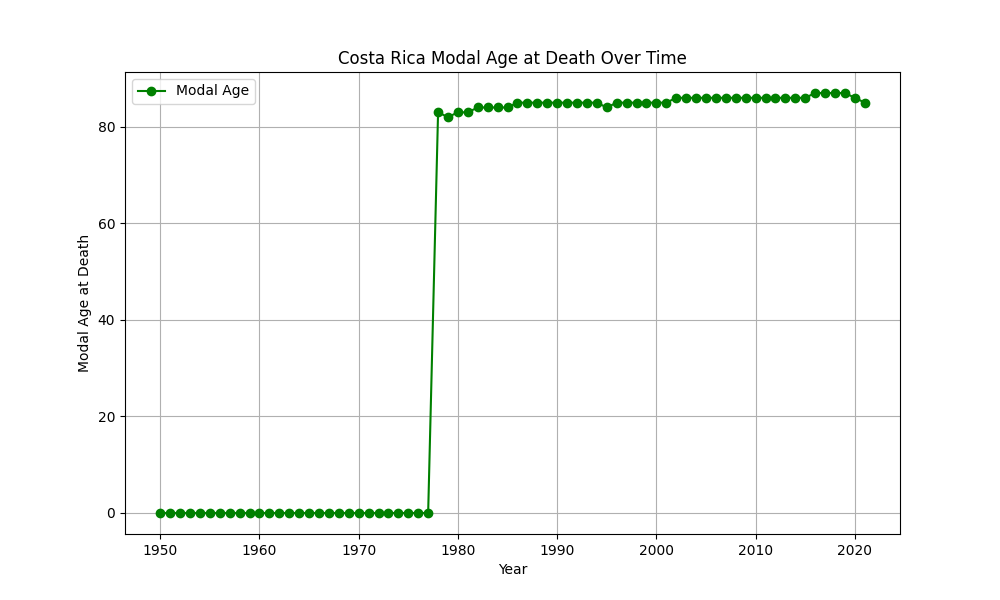 Costa Rica Modal Age at Death Over Time
Modal Age
Modal Age at Death
80
60
40
20
0
1950 1960 1970 1980 1990 2000 2010 2020
Year